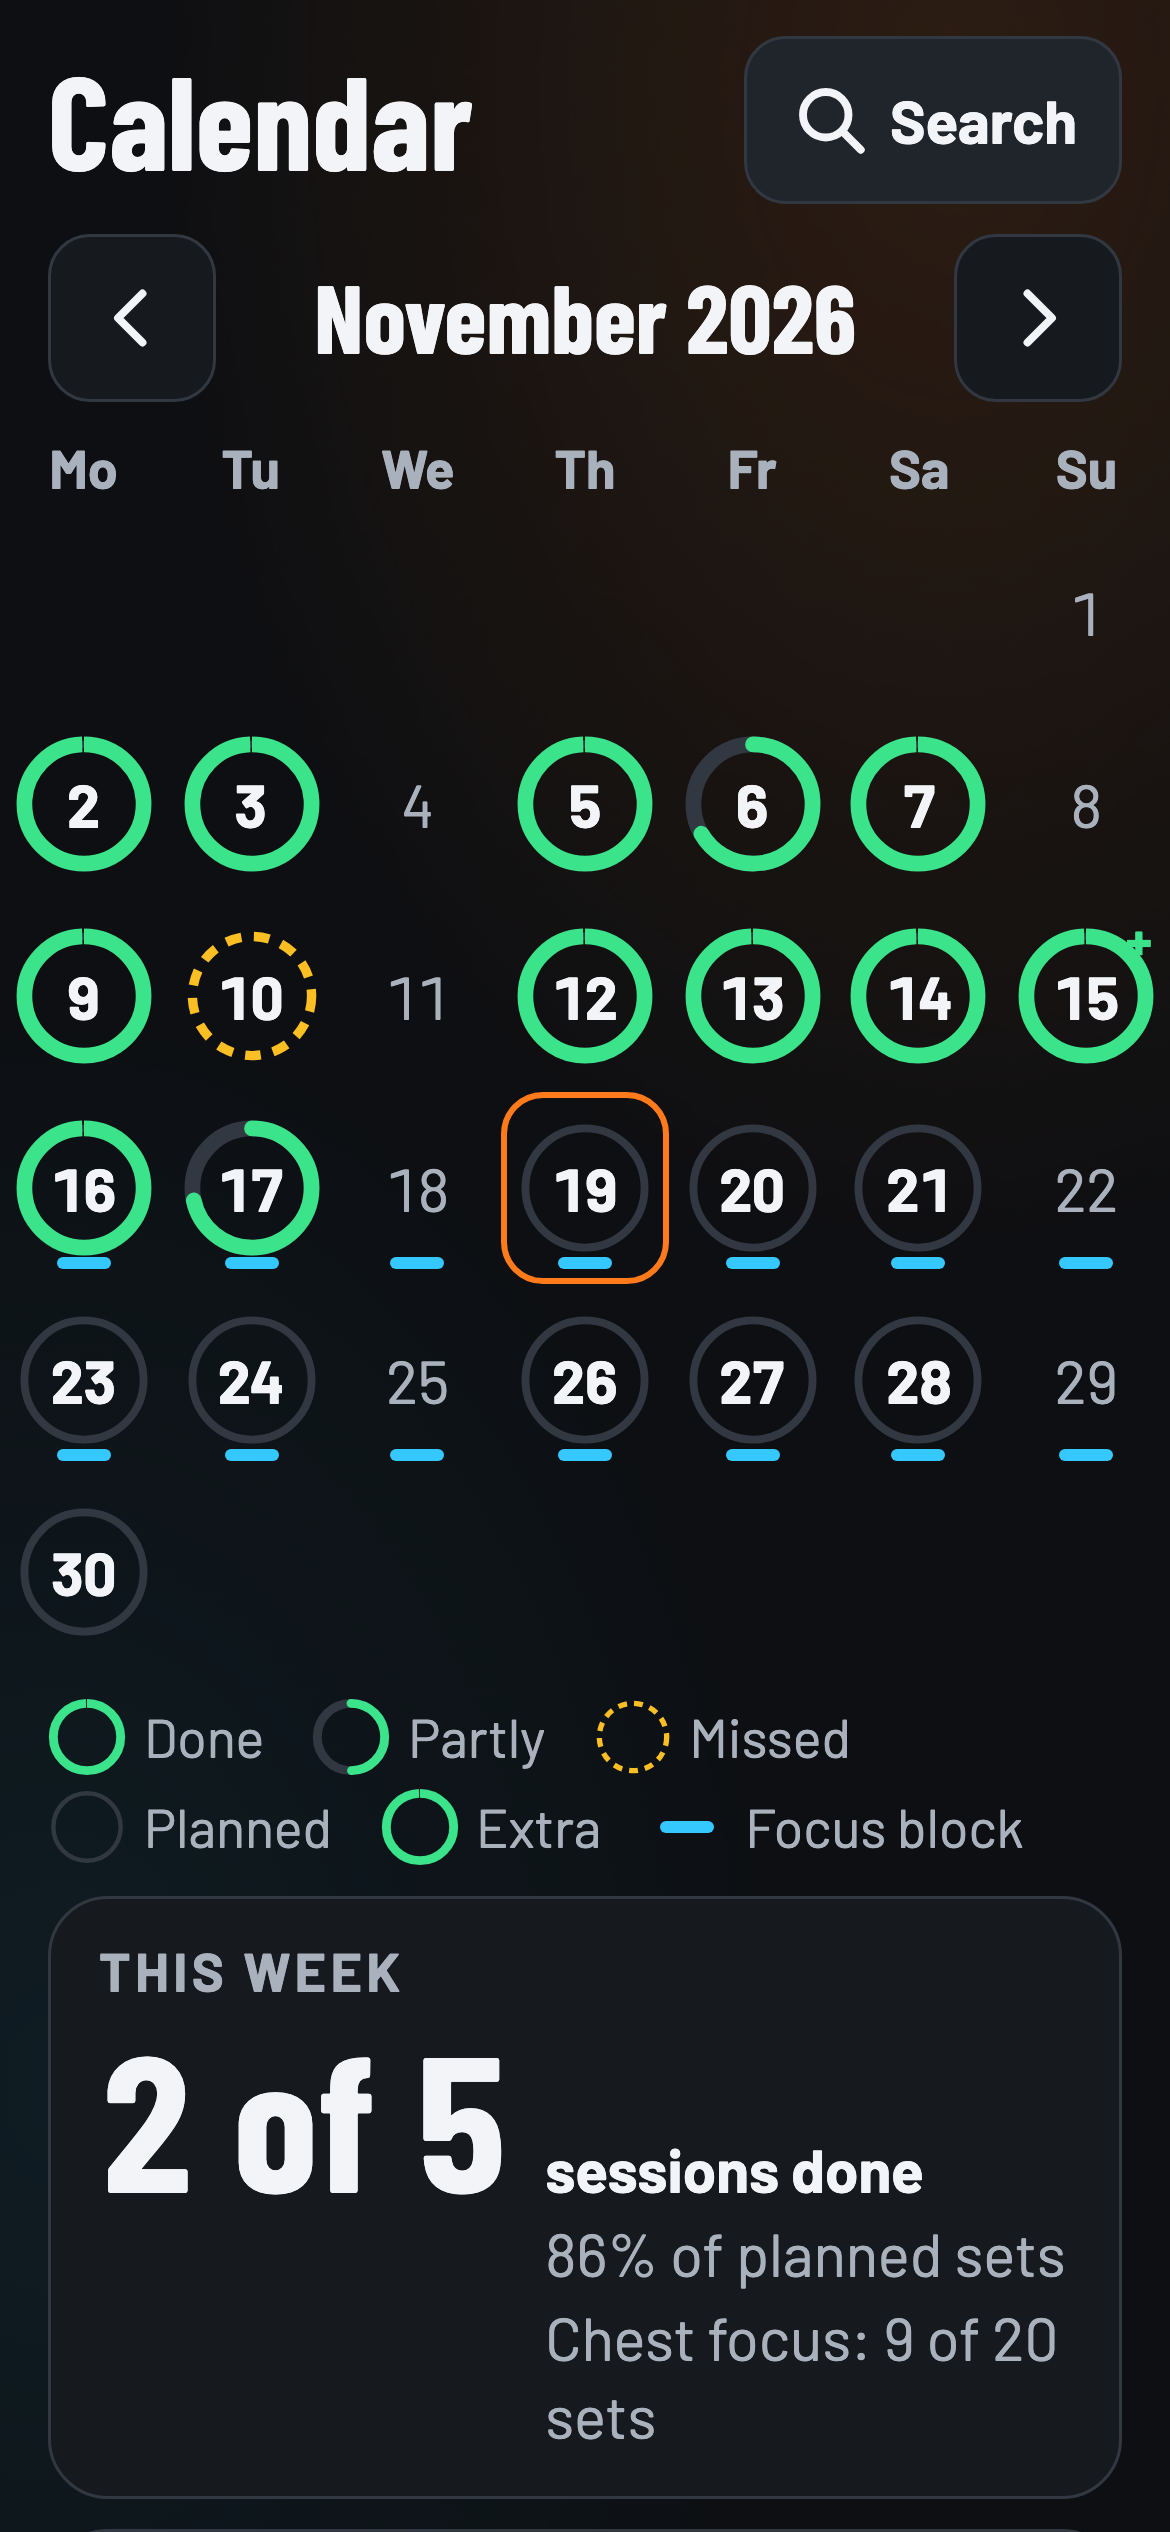 Calendar
Search
November 2026
Mo Tu We Th Fr Sa Su
1
2 3 4 5 6 7 8
9 10 11 12 13 14 15 +
16 17 18 19 20 21 22
23 24 25 26 27 28 29
30
Done Partly Missed
Planned Extra Focus block
THIS WEEK
2 of 5 sessions done
86% of planned sets
Chest focus: 9 of 20
sets